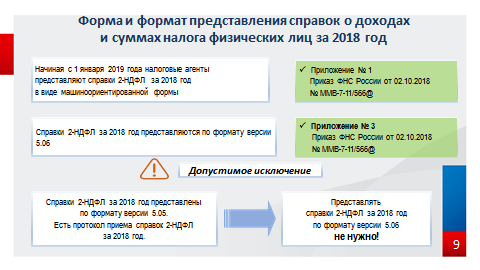 Форма и формат представления справок о доходах
и суммах налога физических лиц за 2018 год
Начиная с 1 января 2019 года налоговые агенты
представляют справки 2-НДФЛ за 2018 год
в виде машиноориентированной формы
✓ Приложение № 1
Приказ ФНС России от 02.10.2018
№ ММВ-7-11/566@
Справки 2-НДФЛ за 2018 год представляются по формату версии
5.06
✓ Приложение № 3
Приказ ФНС России от 02.10.2018
№ ММВ-7-11/566@
Допустимое исключение
Справки 2-НДФЛ за 2018 год представлены
по формату версии 5.05.
Есть протокол приема справок 2-НДФЛ
за 2018 год.
Представлять
справки 2-НДФЛ за 2018 год
по формату версии 5.06
не нужно!
9